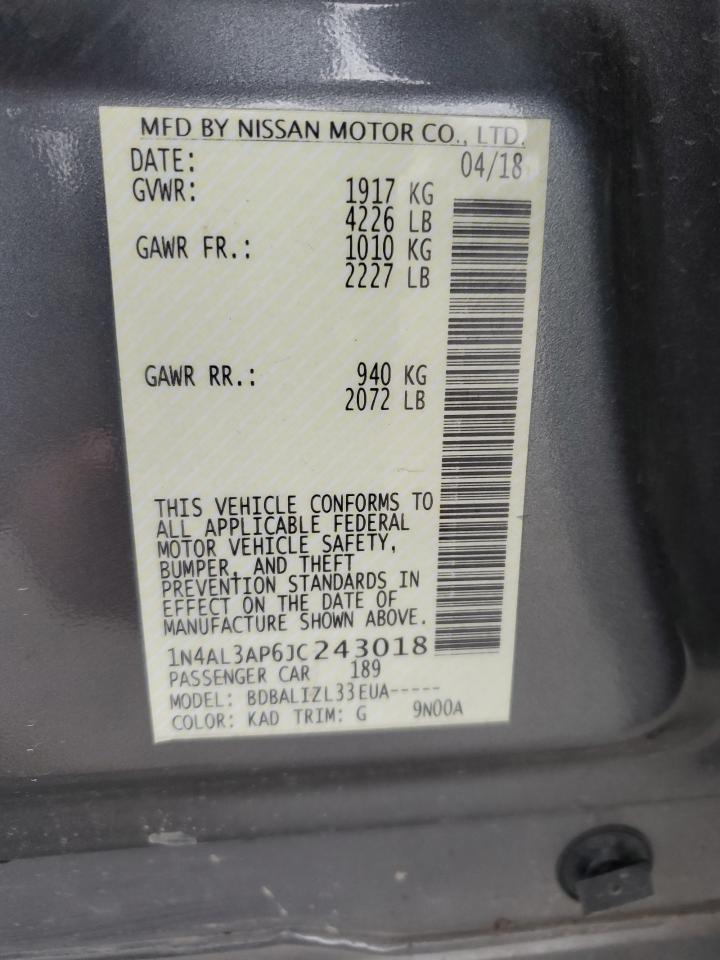 MFD BY NISSAN MOTOR CO., LTD.
DATE: 04/18
GVWR: 1917 KG
4226 LB
GAWR FR.: 1010 KG
2227 LB
GAWR RR.: 940 KG
2072 LB
THIS VEHICLE CONFORMS TO
ALL APPLICABLE FEDERAL
MOTOR VEHICLE SAFETY,
BUMPER, AND THEFT
PREVENTION STANDARDS IN
EFFECT ON THE DATE OF
MANUFACTURE SHOWN ABOVE.
1N4AL3AP6JC243018
PASSENGER CAR 189
MODEL: BDBALIZL33EUA-----
COLOR: KAD TRIM: G 9N00A